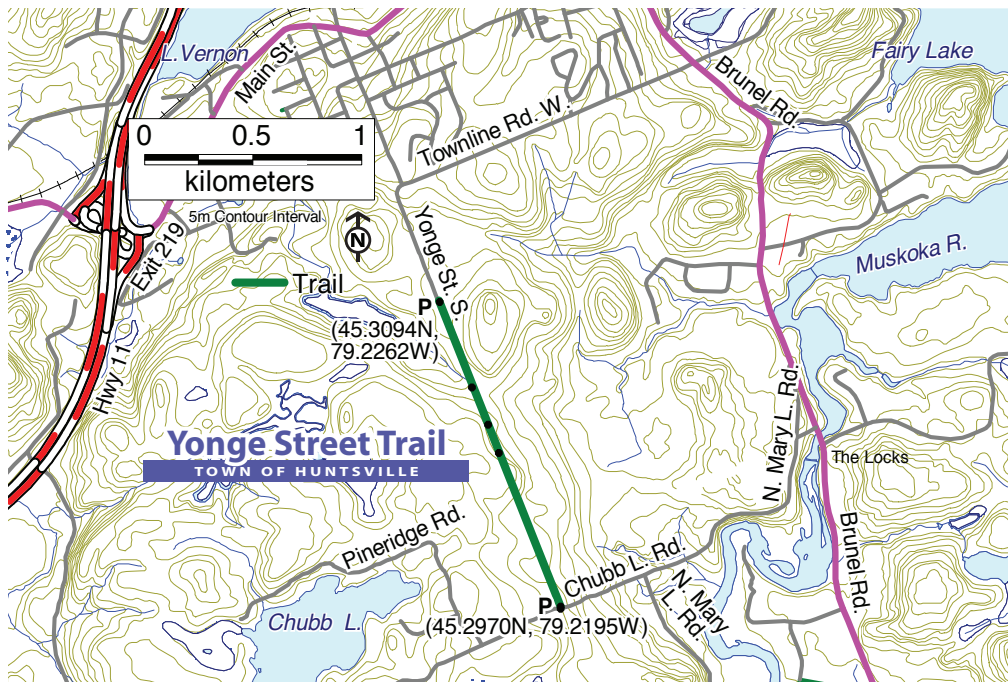 L. Vernon
Main St.
Fairy Lake
Brunel Rd.
0 0.5 1
kilometers
Townline Rd. W.
5m Contour Interval
N
Exit 219
Yonge St. S.
Muskoka R.
Trail
P
(45.3094N,
79.2262W)
Hwy 11
N. Mary L. Rd.
Yonge Street Trail
TOWN OF HUNTSVILLE
The Locks
Pineridge Rd.
Chubb L. Rd.
Brunel Rd.
N. Mary
L. Rd.
P
Chubb L.
(45.2970N, 79.2195W)